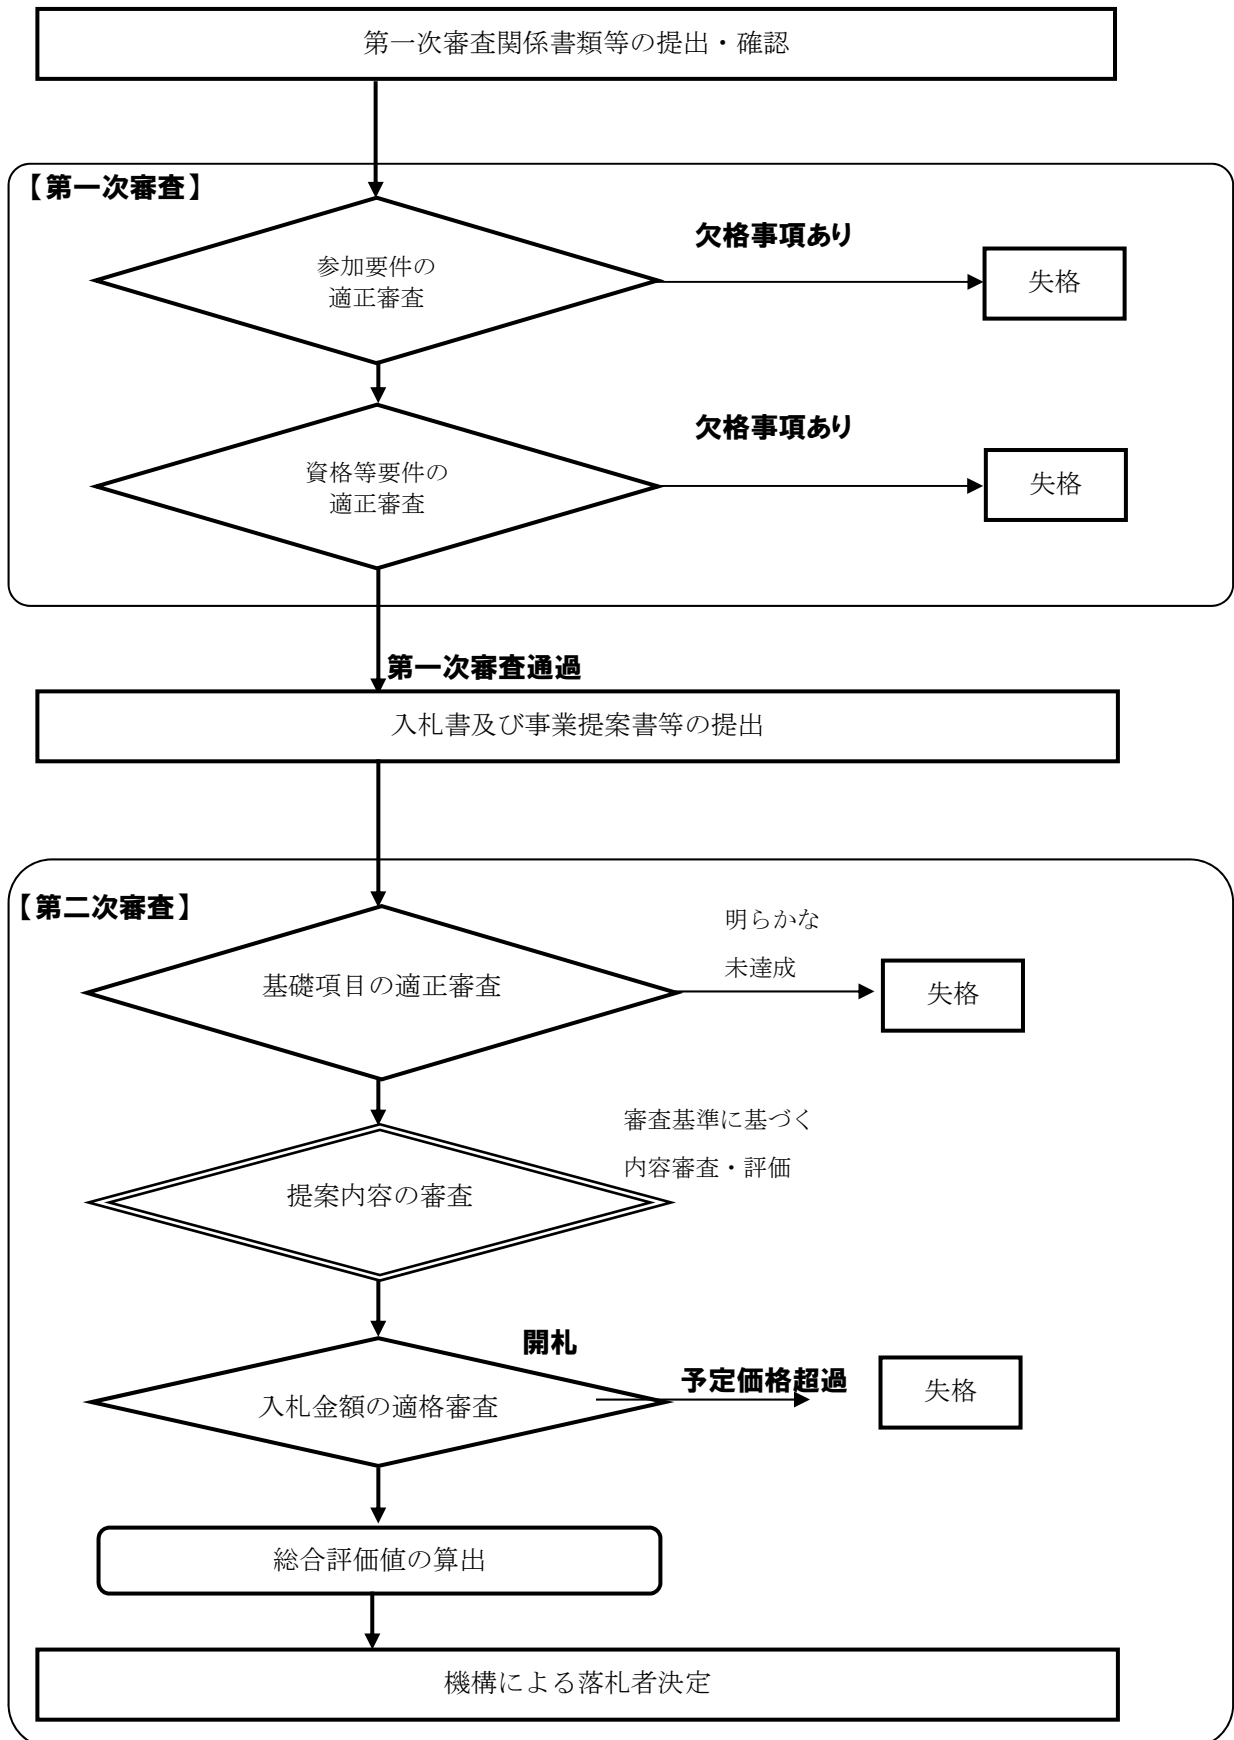 第一次審査関係書類等の提出・確認
【第一次審査】
欠格事項あり
参加要件の
適正審査
失格
欠格事項あり
資格等要件の
適正審査
失格
第一次審査通過
入札書及び事業提案書等の提出
【第二次審査】
明らかな
未達成
基礎項目の適正審査
失格
審査基準に基づく
内容審査・評価
提案内容の審査
開札
予定価格超過
失格
入札金額の適格審査
総合評価値の算出
機構による落札者決定